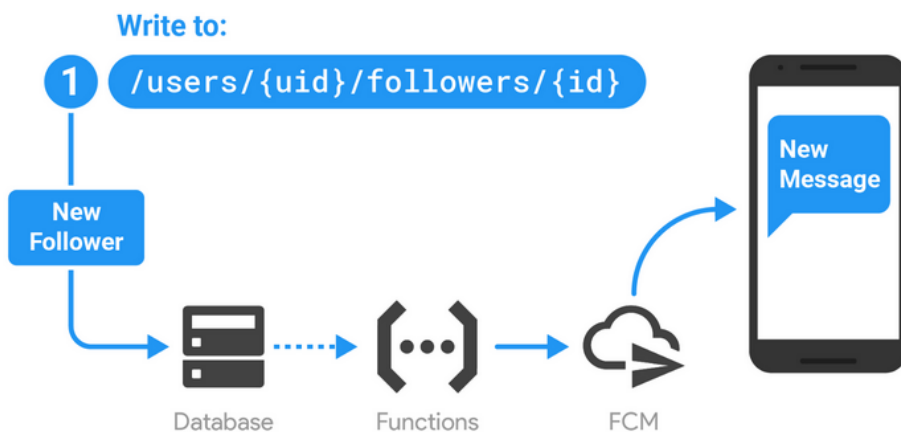 Write to:
1
/users/{uid}/followers/{id}
New
Follower
New
Message
Database
Functions
FCM